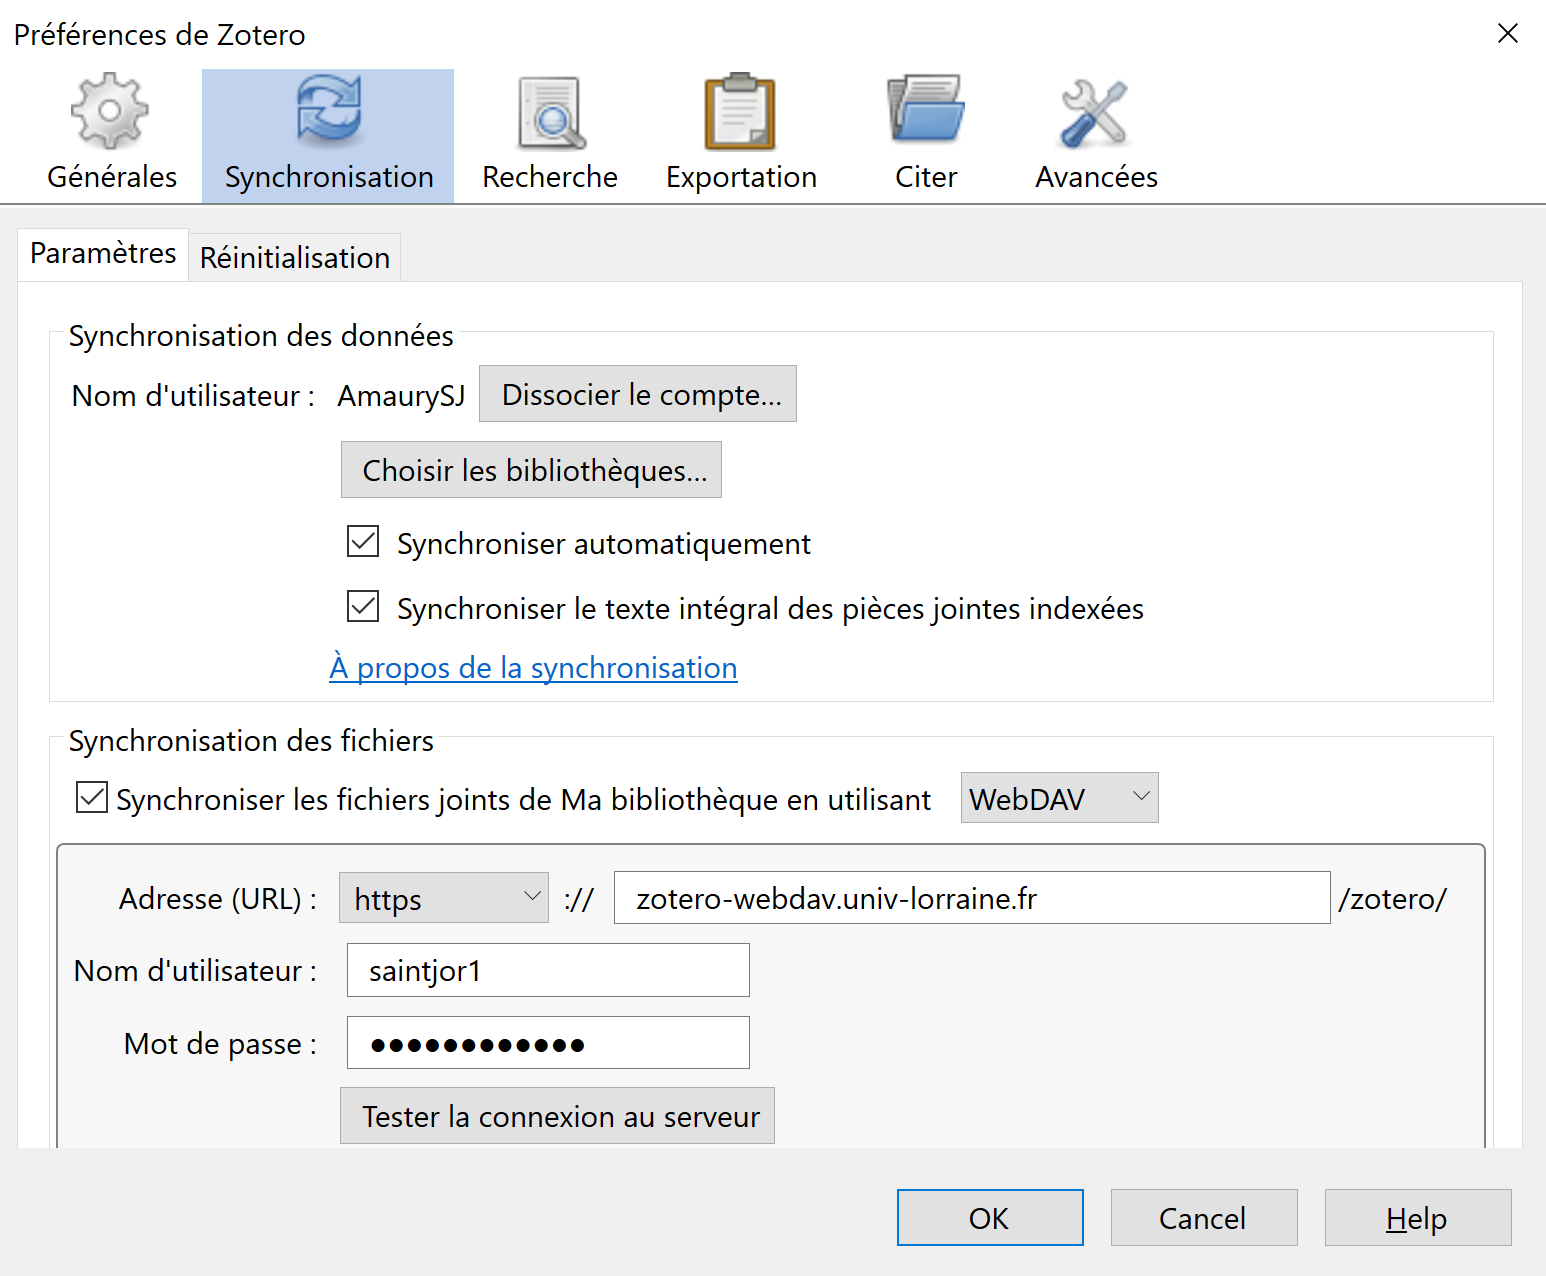 Préférences de Zotero
Générales Synchronisation Recherche Exportation Citer Avancées
Paramètres Réinitialisation
Synchronisation des données
Nom d'utilisateur : AmaurySJ Dissocier le compte...
Choisir les bibliothèques...
Synchroniser automatiquement
Synchroniser le texte intégral des pièces jointes indexées
À propos de la synchronisation
Synchronisation des fichiers
Synchroniser les fichiers joints de Ma bibliothèque en utilisant WebDAV
Adresse (URL) : https :// zotero-webdav.univ-lorraine.fr /zotero/
Nom d'utilisateur : saintjor1
Mot de passe : ●●●●●●●●●●●●
Tester la connexion au serveur
OK Cancel Help